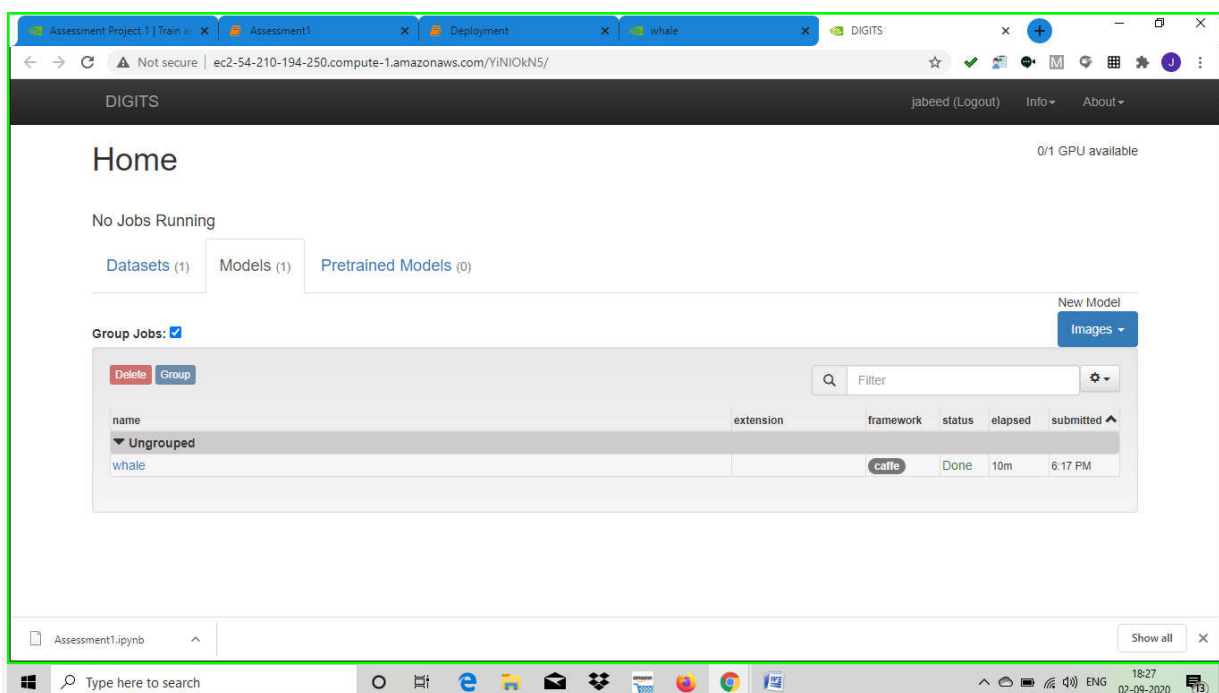 Assessment Project 1 | Train a
Assessment1
Deployment
whale
DIGITS
Not secure | ec2-54-210-194-250.compute-1.amazonaws.com/YiNIOkN5/
DIGITS
jabeed (Logout) Info About
Home
0/1 GPU available
No Jobs Running
Datasets (1) Models (1) Pretrained Models (0)
New Model
Group Jobs:
Images
Delete Group
Filter
name extension framework status elapsed submitted
Ungrouped
whale caffe Done 10m 6:17 PM
Assessment1.ipynb
Show all
Type here to search
ENG
18:27
02-09-2020
13